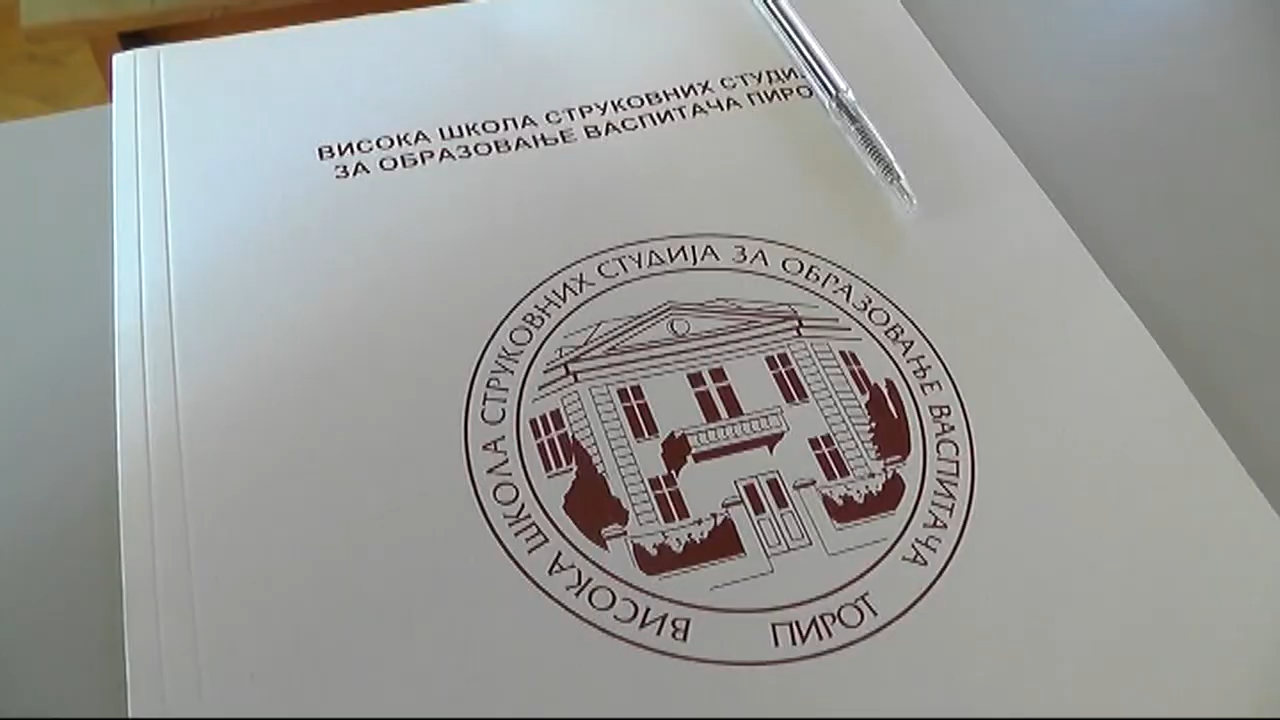 ВИСОКА ШКОЛА СТРУКОВНИХ
ЗА ОБРАЗОВАЊЕ ВАСПИТАЧА
ВИСОКА ШКОЛА СТРУКОВНИХ СТУДИЈА ЗА ОБРАЗОВАЊЕ ВАСПИТАЧА
ПИРОТ